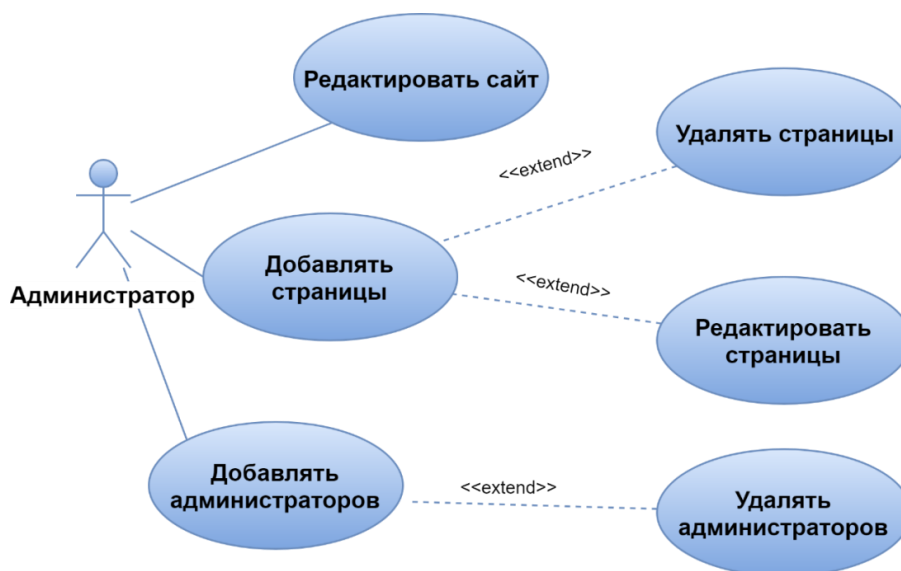 Редактировать сайт
Удалять страницы
<<extend>>
Администратор
Добавлять
страницы
<<extend>>
Редактировать
страницы
Добавлять
администраторов
<<extend>>
Удалять
администраторов